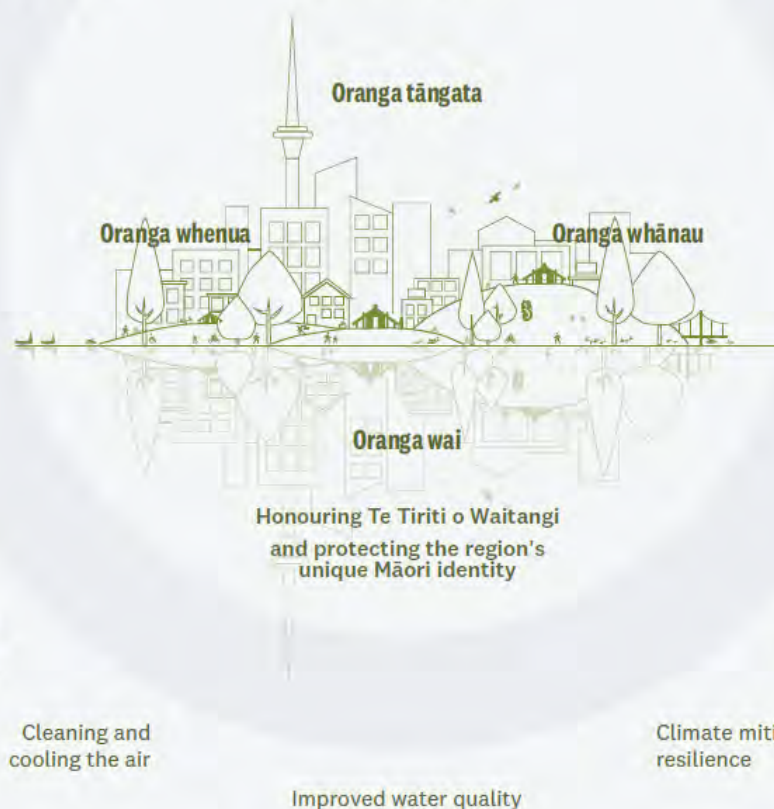 Oranga tāngata
Oranga whenua
Oranga whānau
Oranga wai
Honouring Te Tiriti o Waitangi
and protecting the region's
unique Māori identity
Cleaning and
cooling the air
Climate
resilience
Improved water quality